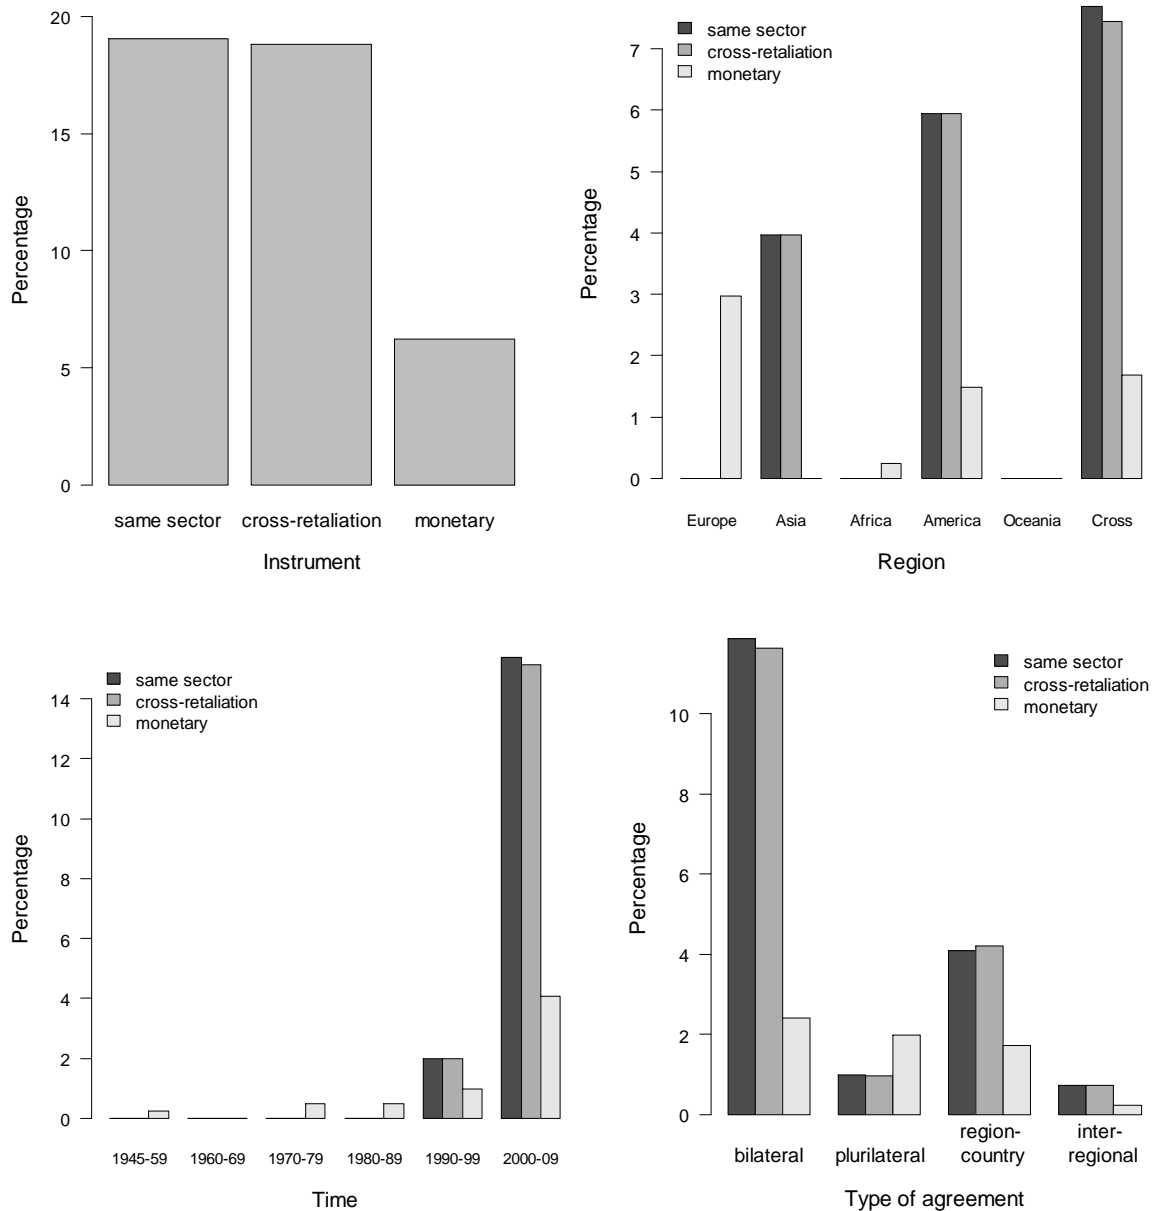 Percentage
20
15
10
5
0
same sector
cross-retaliation
monetary
Instrument
same sector
cross-retaliation
monetary
Percentage
7
6
5
4
3
2
1
0
Europe
Asia
Africa
America
Oceania
Cross
Region
same sector
cross-retaliation
monetary
Percentage
14
12
10
8
6
4
2
0
1945-59
1960-69
1970-79
1980-89
1990-99
2000-09
Time
same sector
cross-retaliation
monetary
Percentage
10
8
6
4
2
0
bilateral
plurilateral
region-
country
inter-
regional
Type of agreement